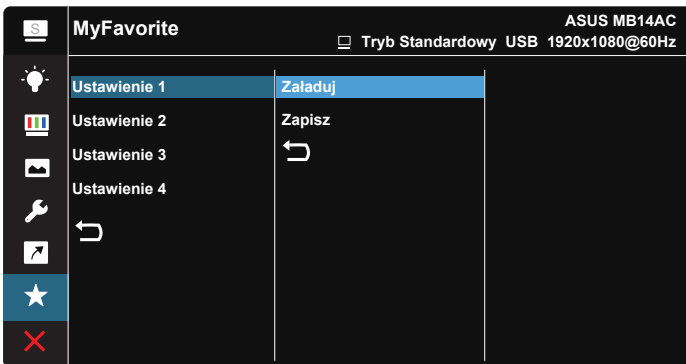 S
MyFavorite
ASUS MB14AC
Tryb Standardowy USB 1920x1080@60Hz
Ustawienie 1
Załaduj
Ustawienie 2
Zapisz
Ustawienie 3
Ustawienie 4